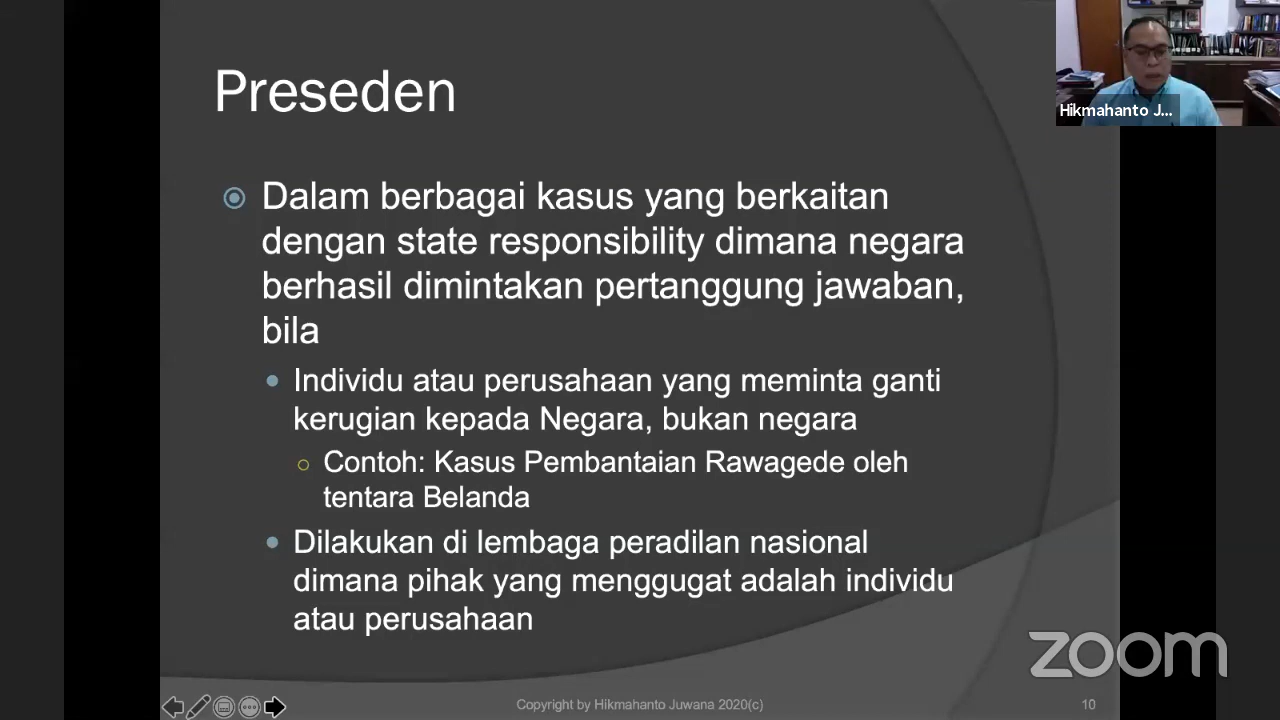 Preseden
Hikmahanto J...
Dalam berbagai kasus yang berkaitan
dengan state responsibility dimana negara
berhasil dimintakan pertanggung jawaban,
bila
Individu atau perusahaan yang meminta ganti
kerugian kepada Negara, bukan negara
Contoh: Kasus Pembantaian Rawagede oleh
tentara Belanda
Dilakukan di lembaga peradilan nasional
dimana pihak yang menggugat adalah individu
atau perusahaan
zoom
Copyright by Hikmahanto Juwana 2020(c)
10